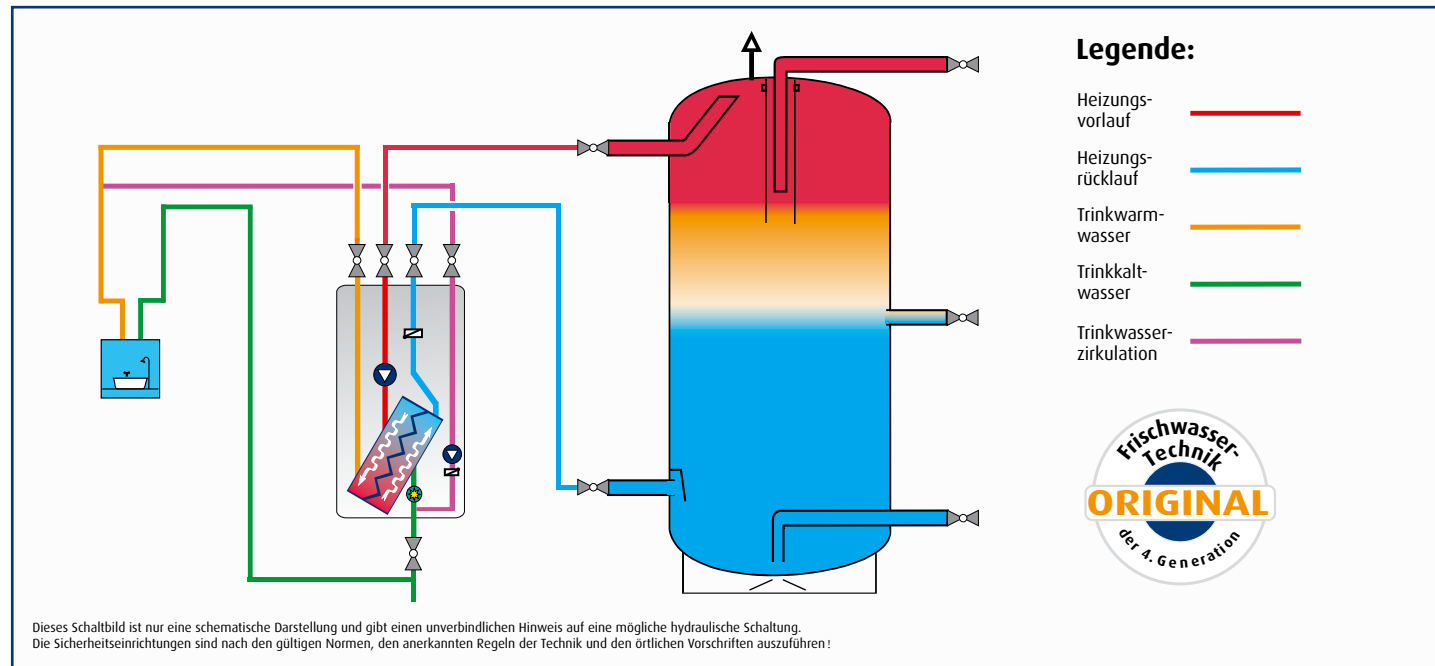 Legende:
Heizungs-
vorlauf
Heizungs-
rücklauf
Trinkwarm-
wasser
Trinkkalt-
wasser
Trinkwasser-
zirkulation
Frischwasser-
Technik
ORIGINAL
der 4. Generation
Dieses Schaltbild ist nur eine schematische Darstellung und gibt einen unverbindlichen Hinweis auf eine mögliche hydraulische Schaltung.
Die Sicherheitseinrichtungen sind nach den gültigen Normen, den anerkannten Regeln der Technik und den örtlichen Vorschriften auszuführen!